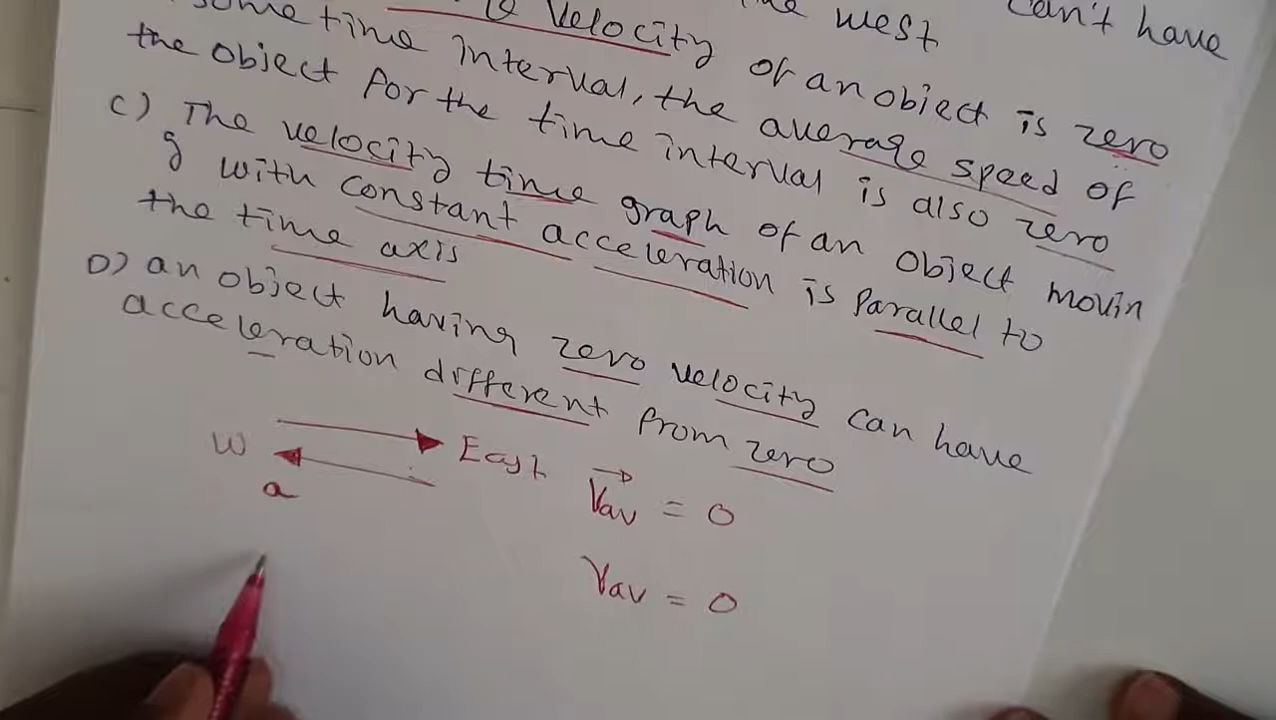 west can't have
Velocity of an object is zero
some time interval, the average speed of
the object for the time interval is also zero
C) The velocity time graph of an object movin
g with constant acceleration is Parallel to
the time axis
D) an object having zero velocity can have
acceleration different from zero
W East
a
Vav = 0
Vav = 0